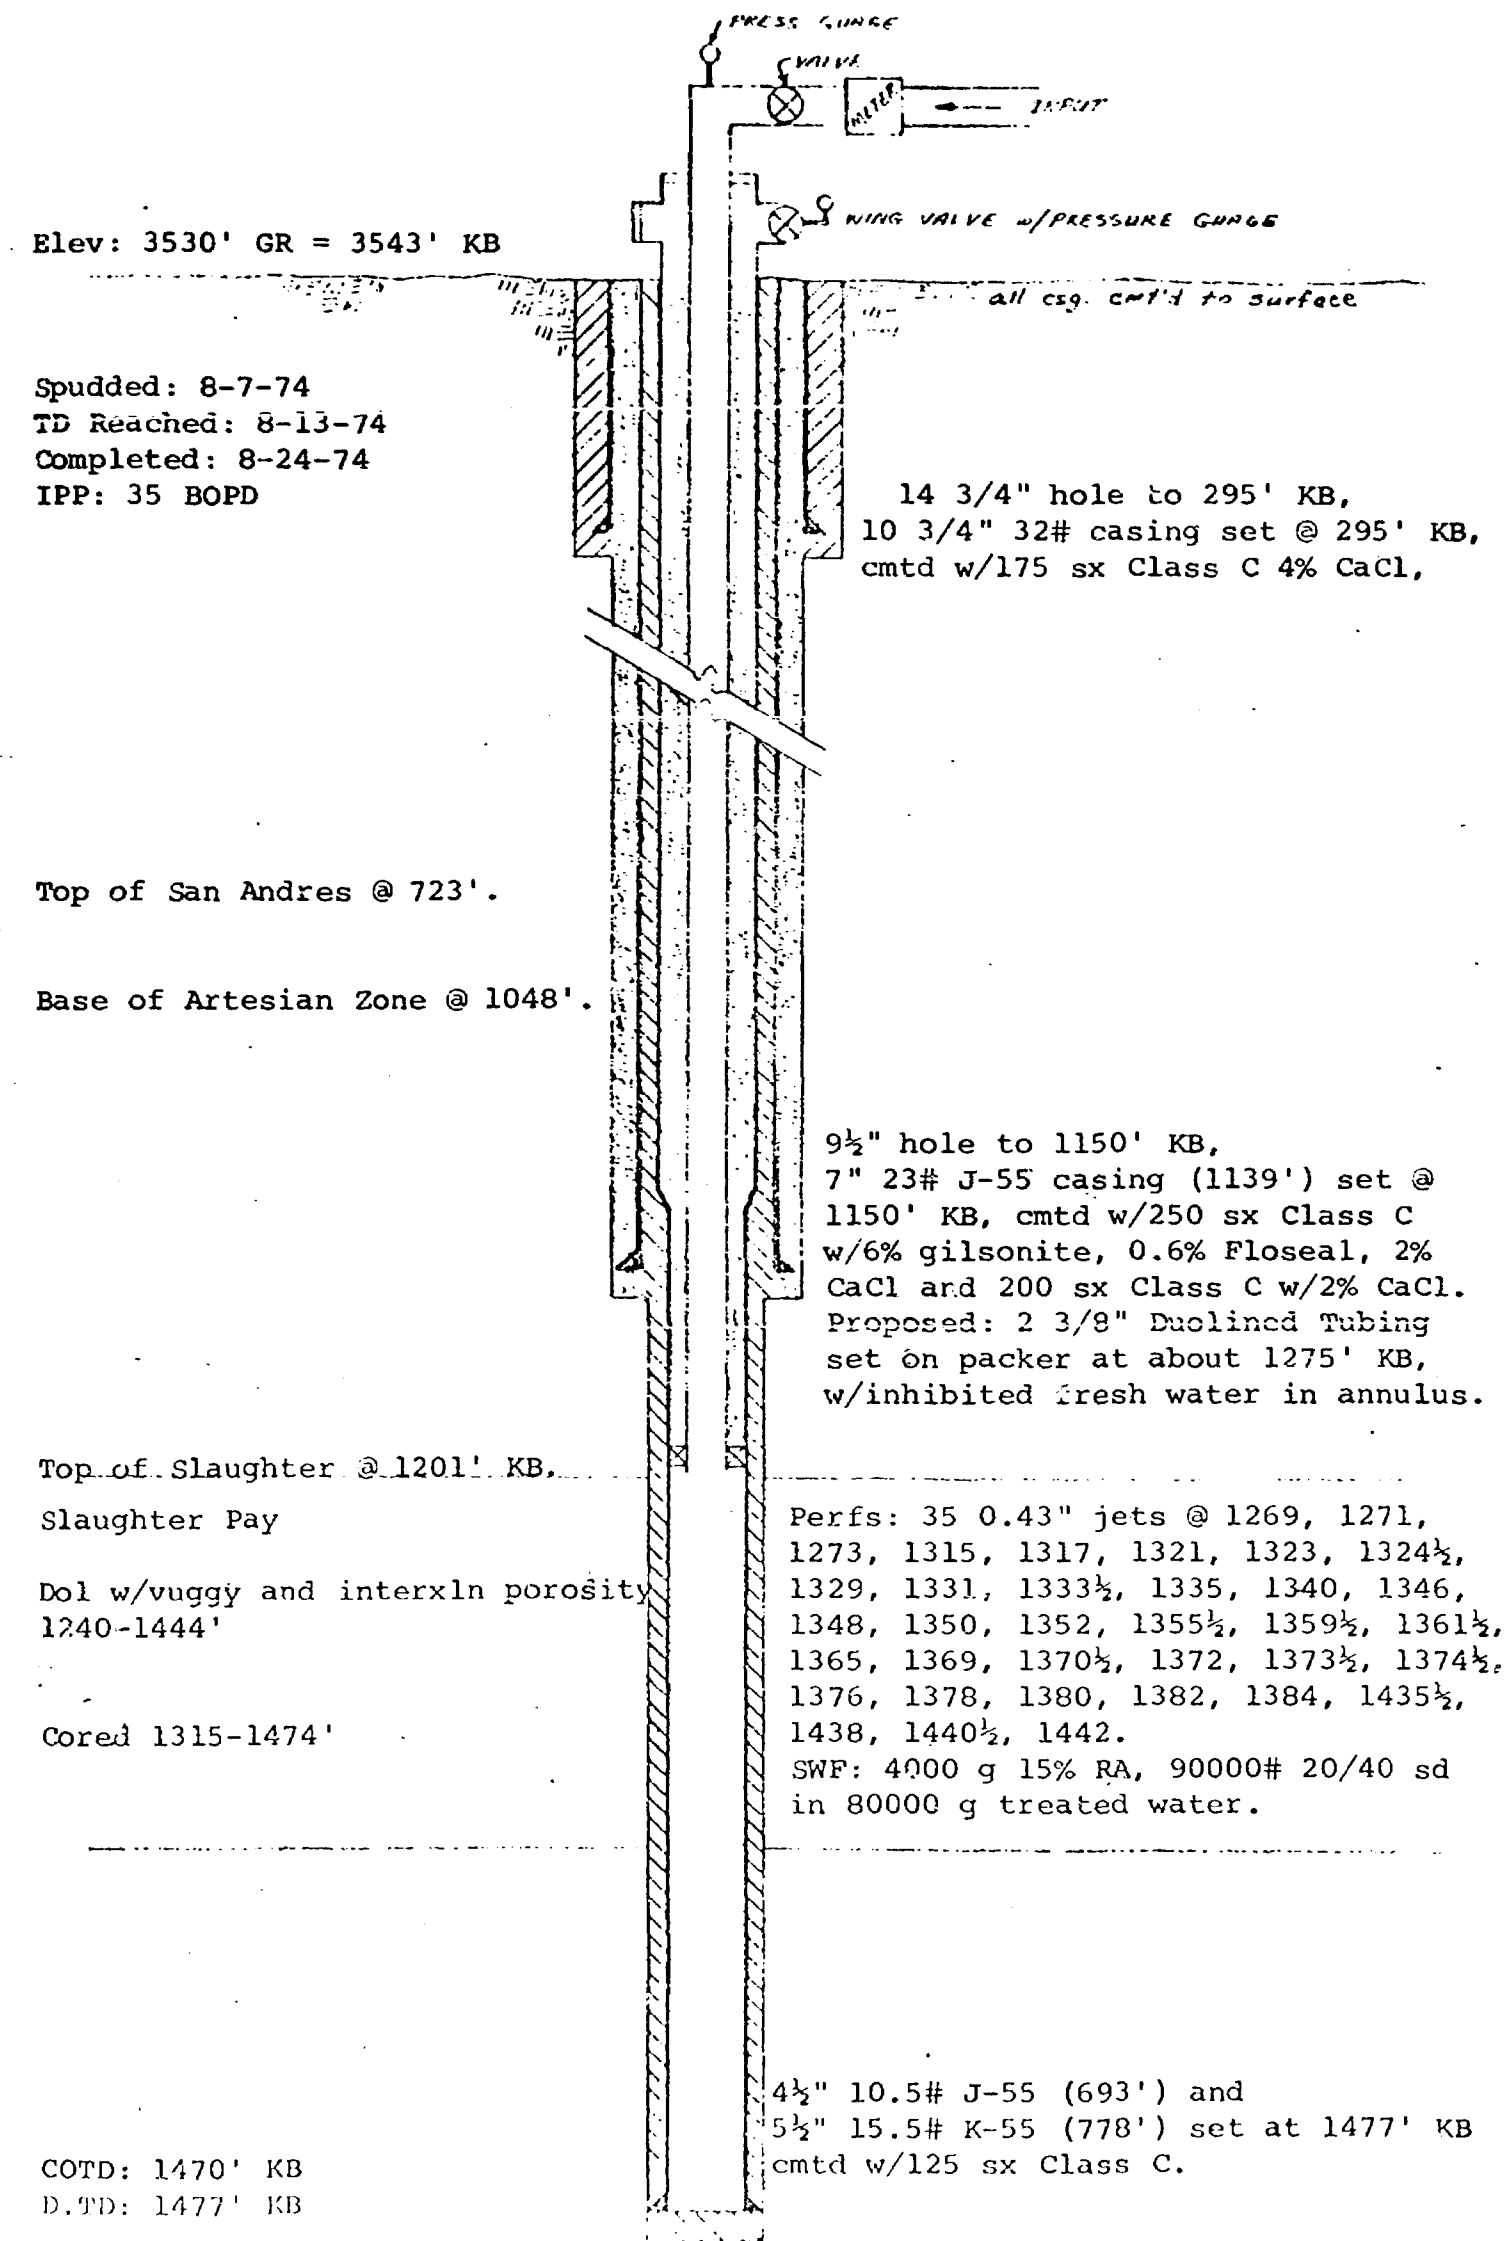 PRESS GUAGE
VALVE
METER
INPUT
WING VALVE w/PRESSURE GUAGE
Elev: 3530' GR = 3543' KB
all csg. cmt'd to surface
Spudded: 8-7-74
TD Reached: 8-13-74
Completed: 8-24-74
IPP: 35 BOPD
14 3/4" hole to 295' KB,
10 3/4" 32# casing set @ 295' KB,
cmtd w/175 sx Class C 4% CaCl,
Top of San Andres @ 723'.
Base of Artesian Zone @ 1048'.
9½" hole to 1150' KB,
7" 23# J-55 casing (1139') set @
1150' KB, cmtd w/250 sx Class C
w/6% gilsonite, 0.6% Floseal, 2%
CaCl and 200 sx Class C w/2% CaCl.
Proposed: 2 3/8" Duolined Tubing
set on packer at about 1275' KB,
w/inhibited fresh water in annulus.
Top of Slaughter @ 1201' KB,
Slaughter Pay
Dol w/vuggy and interxln porosity
1240-1444'
Cored 1315-1474'
Perfs: 35 0.43" jets @ 1269, 1271,
1273, 1315, 1317, 1321, 1323, 1324½,
1329, 1331, 1333½, 1335, 1340, 1346,
1348, 1350, 1352, 1355½, 1359½, 1361½,
1365, 1369, 1370½, 1372, 1373½, 1374½,
1376, 1378, 1380, 1382, 1384, 1435½,
1438, 1440½, 1442.
SWF: 4000 g 15% RA, 90000# 20/40 sd
in 80000 g treated water.
4½" 10.5# J-55 (693') and
5½" 15.5# K-55 (778') set at 1477' KB
cmtd w/125 sx Class C.
COTD: 1470' KB
D.TD: 1477' KB